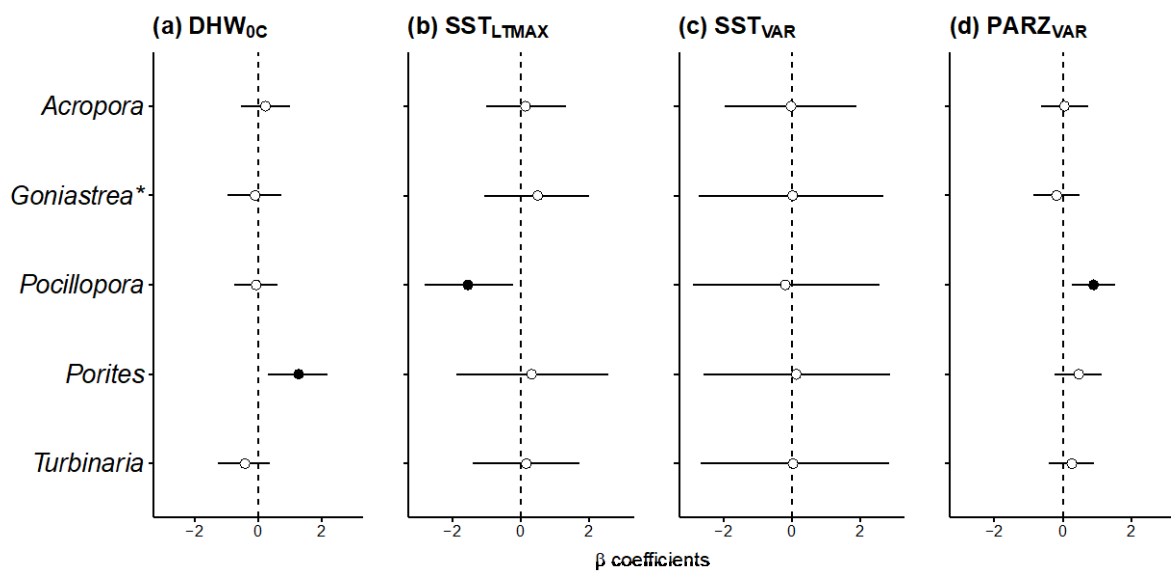 (a) DHW0C (b) SSTLTMAX (c) SSTVAR (d) PARZVAR
Acropora
Goniastrea*
Pocillopora
Porites
Turbinaria
−2 0 2 −2 0 2 −2 0 2 −2 0 2
β coefficients